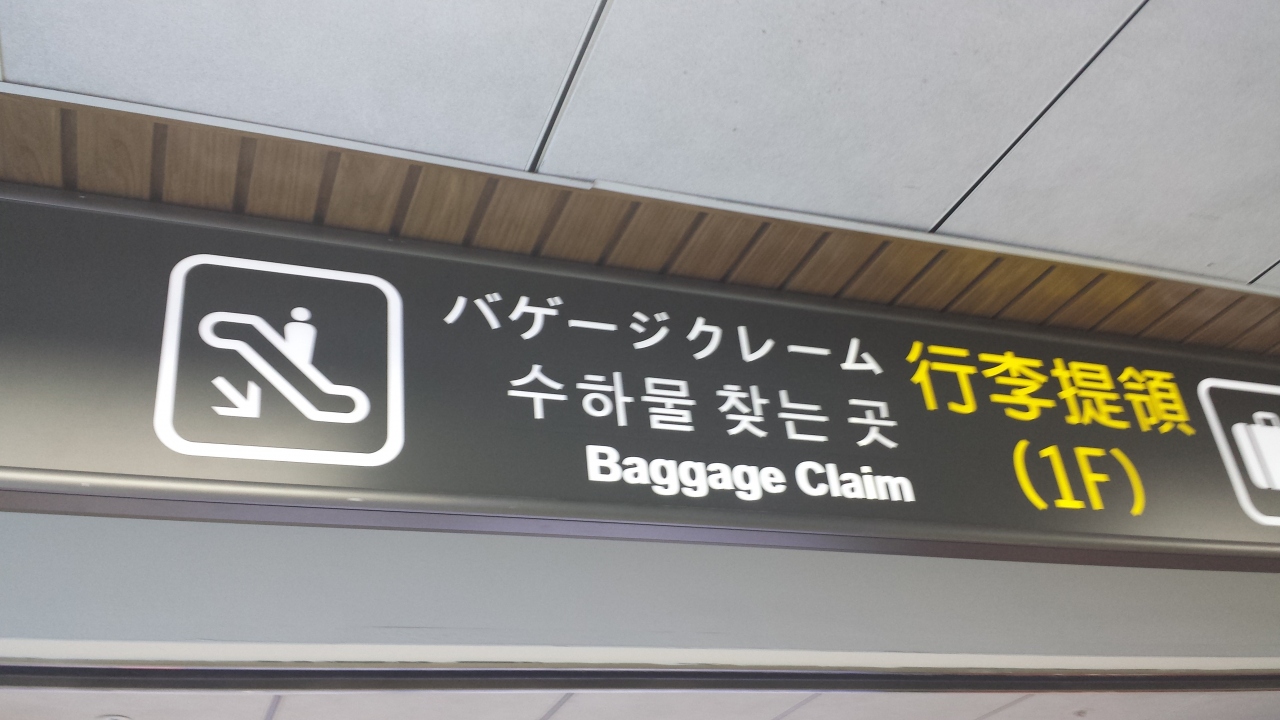 バゲージクレーム
수하물 찾는 곳
Baggage Claim
行李提領
(1F)